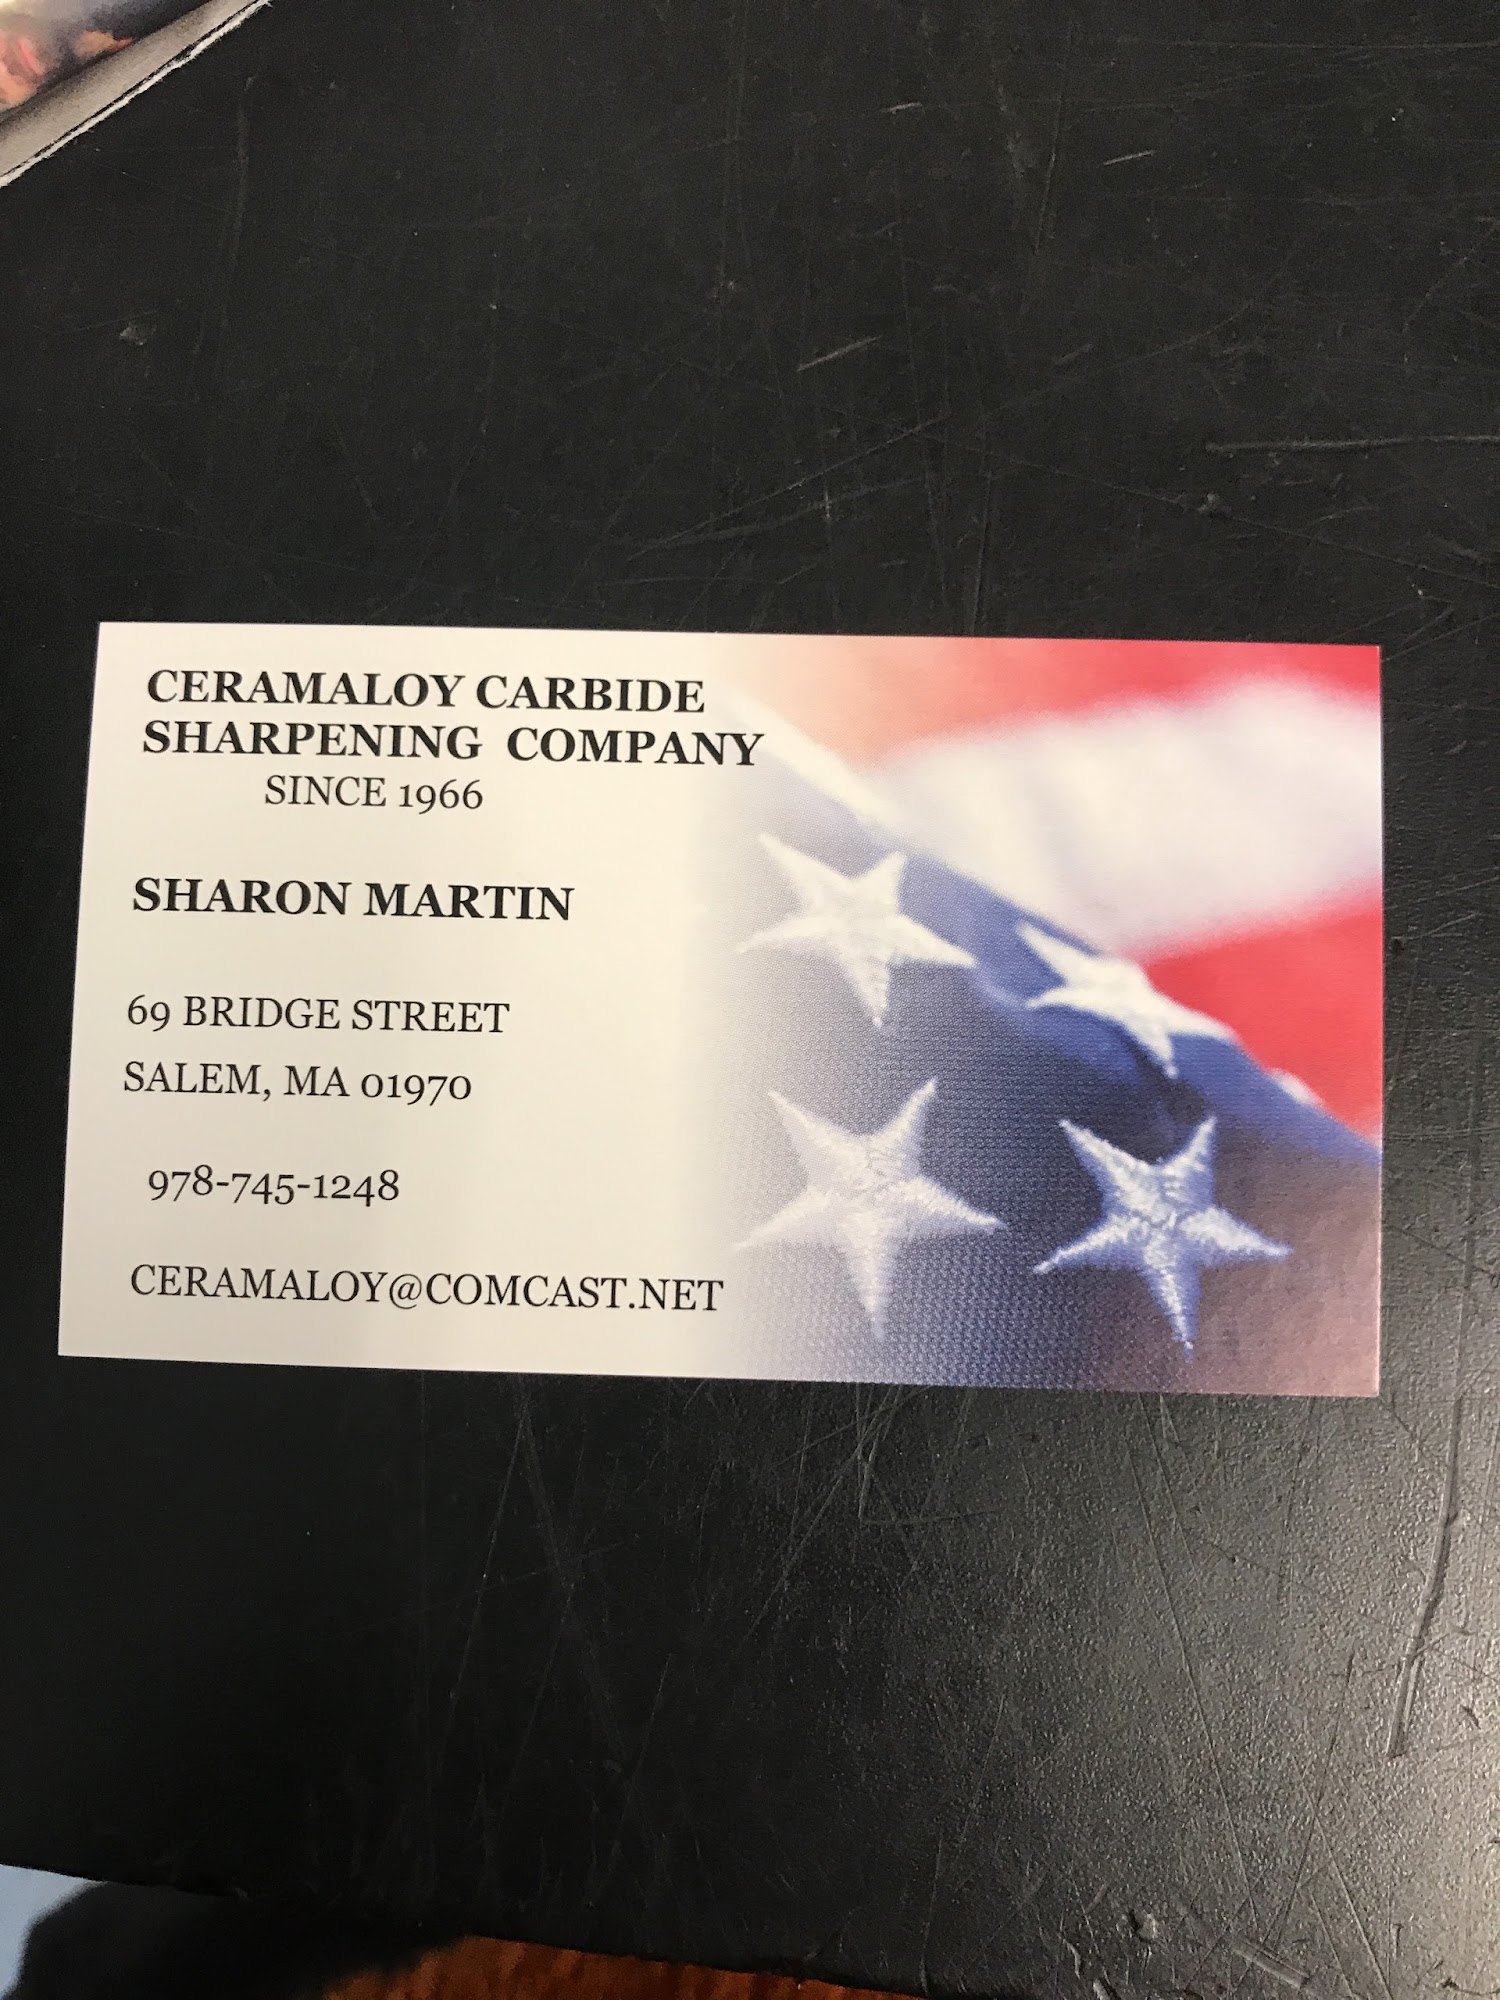 CERAMALOY CARBIDE
SHARPENING COMPANY
SINCE 1966
SHARON MARTIN
69 BRIDGE STREET
SALEM, MA 01970
978-745-1248
CERAMALOY@COMCAST.NET